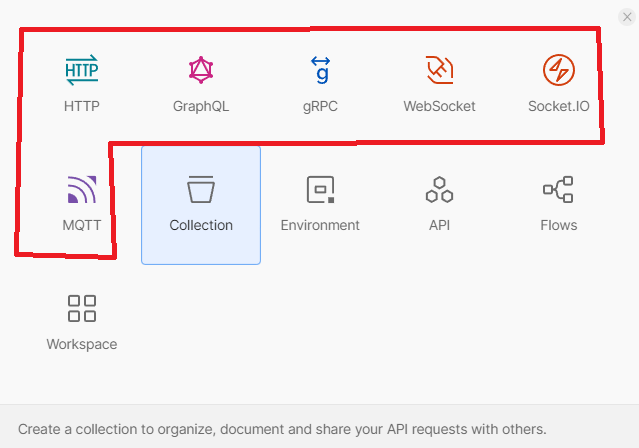 HTTP
HTTP GraphQL gRPC WebSocket Socket.IO
MQTT Collection Environment API Flows
Workspace
Create a collection to organize, document and share your API requests with others.